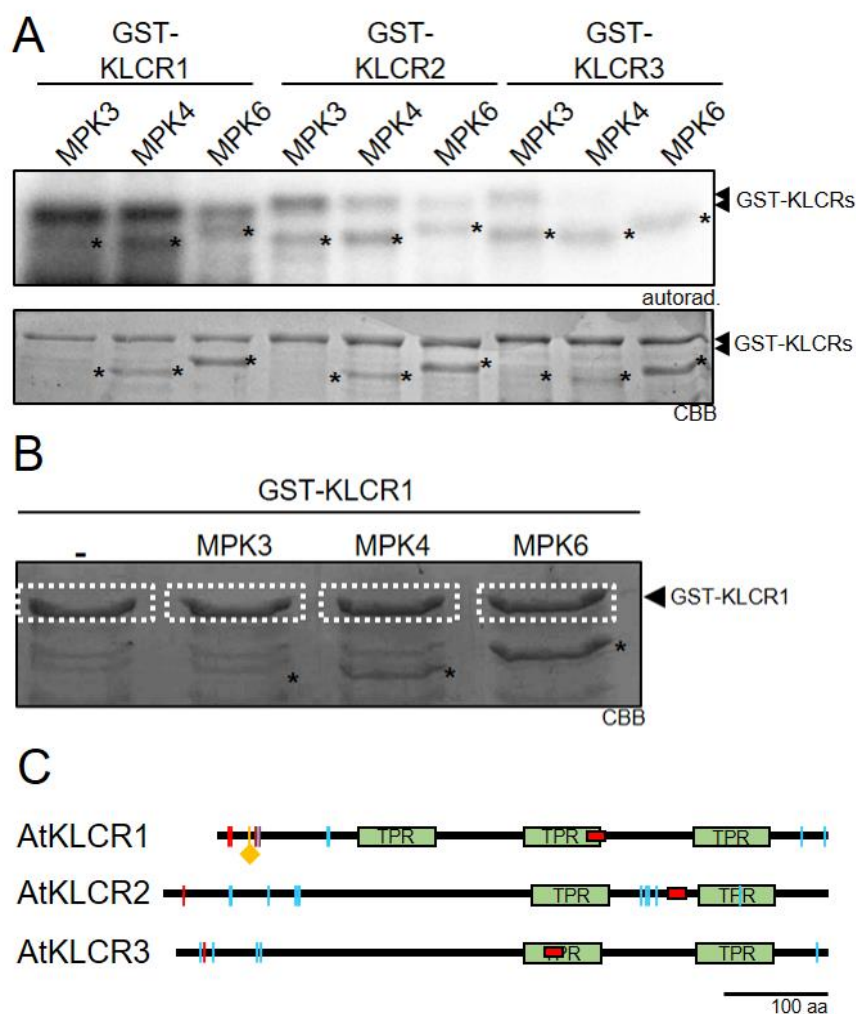 A
GST-
KLCR1
GST-
KLCR2
GST-
KLCR3
MPK3
MPK4
MPK6
MPK3
MPK4
MPK6
MPK3
MPK4
MPK6
* * * * * * * * *
GST-KLCRs
autorad.
* * * * * * * * *
GST-KLCRs
CBB
B
GST-KLCR1
- MPK3 MPK4 MPK6
GST-KLCR1
* * *
CBB
C
AtKLCR1 TPR TPR TPR
AtKLCR2 TPR TPR
AtKLCR3 TPR TPR
100 aa